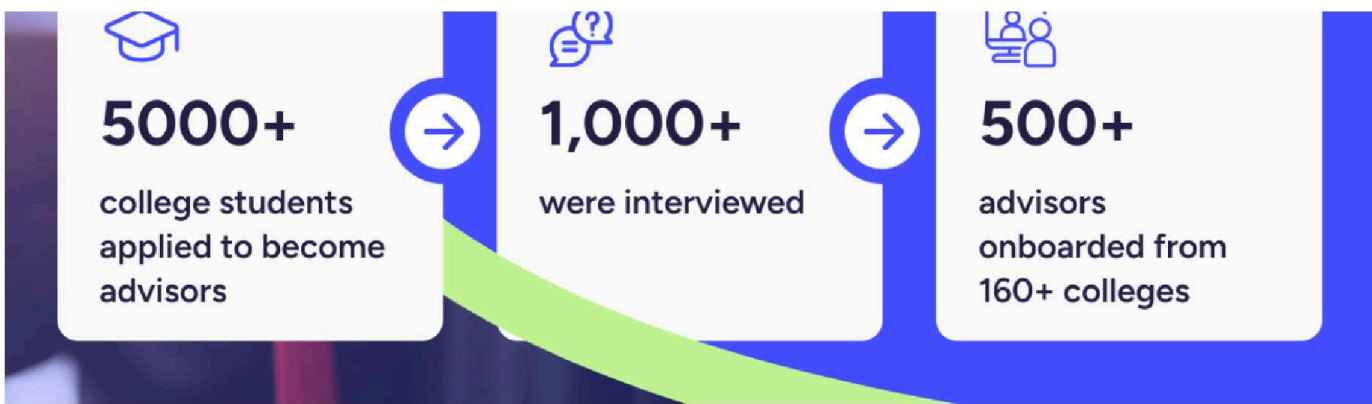 5000+
college students
applied to become
advisors
1,000+
were interviewed
500+
advisors
onboarded from
160+ colleges